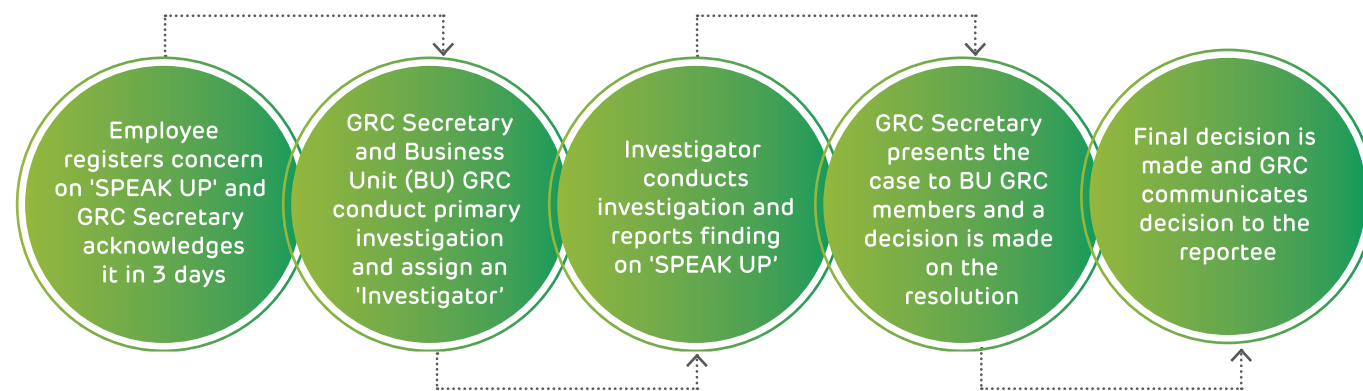 Employee
registers concern
on 'SPEAK UP' and
GRC Secretary
acknowledges
it in 3 days
GRC Secretary
and Business
Unit (BU) GRC
conduct primary
investigation
and assign an
'Investigator’
Investigator
conducts
investigation and
reports finding
on 'SPEAK UP’
GRC Secretary
presents the
case to BU GRC
members and a
decision is made
on the
resolution
Final decision is
made and GRC
communicates
decision to the
reportee